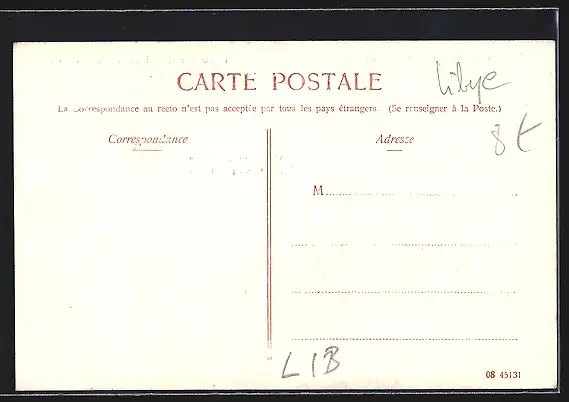 CARTE POSTALE
Libye
La Correspondance au recto n'est pas acceptée par tous les pays étrangers. (Se renseigner à la Poste.)
8€
Correspondance
Adresse
M
LIB
08 45131